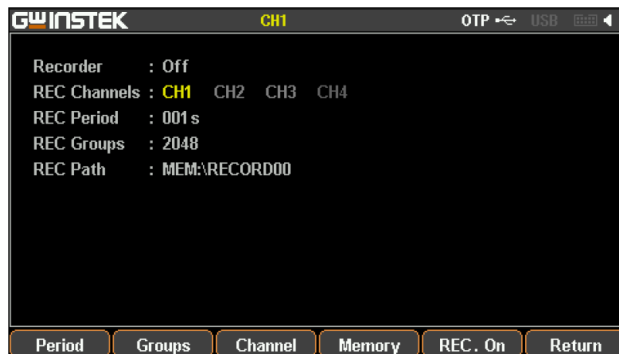 GWINSTEK CH1 OTP USB
Recorder : Off
REC Channels : CH1 CH2 CH3 CH4
REC Period : 001 s
REC Groups : 2048
REC Path : MEM:\RECORD00
Period Groups Channel Memory REC. On Return